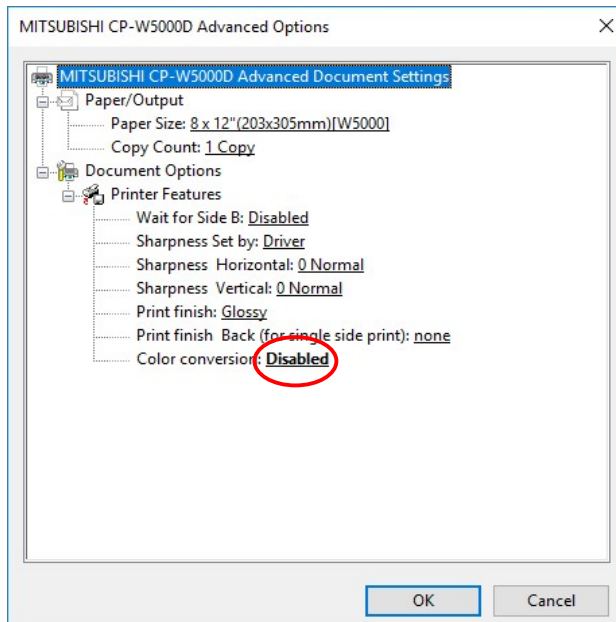 MITSUBISHI CP-W5000D Advanced Options
MITSUBISHI CP-W5000D Advanced Document Settings
Paper/Output
Paper Size: 8 x 12"(203x305mm)[W5000]
Copy Count: 1 Copy
Document Options
Printer Features
Wait for Side B: Disabled
Sharpness Set by: Driver
Sharpness  Horizontal: 0 Normal
Sharpness  Vertical: 0 Normal
Print finish: Glossy
Print finish  Back (for single side print): none
Color conversion: Disabled
OK Cancel